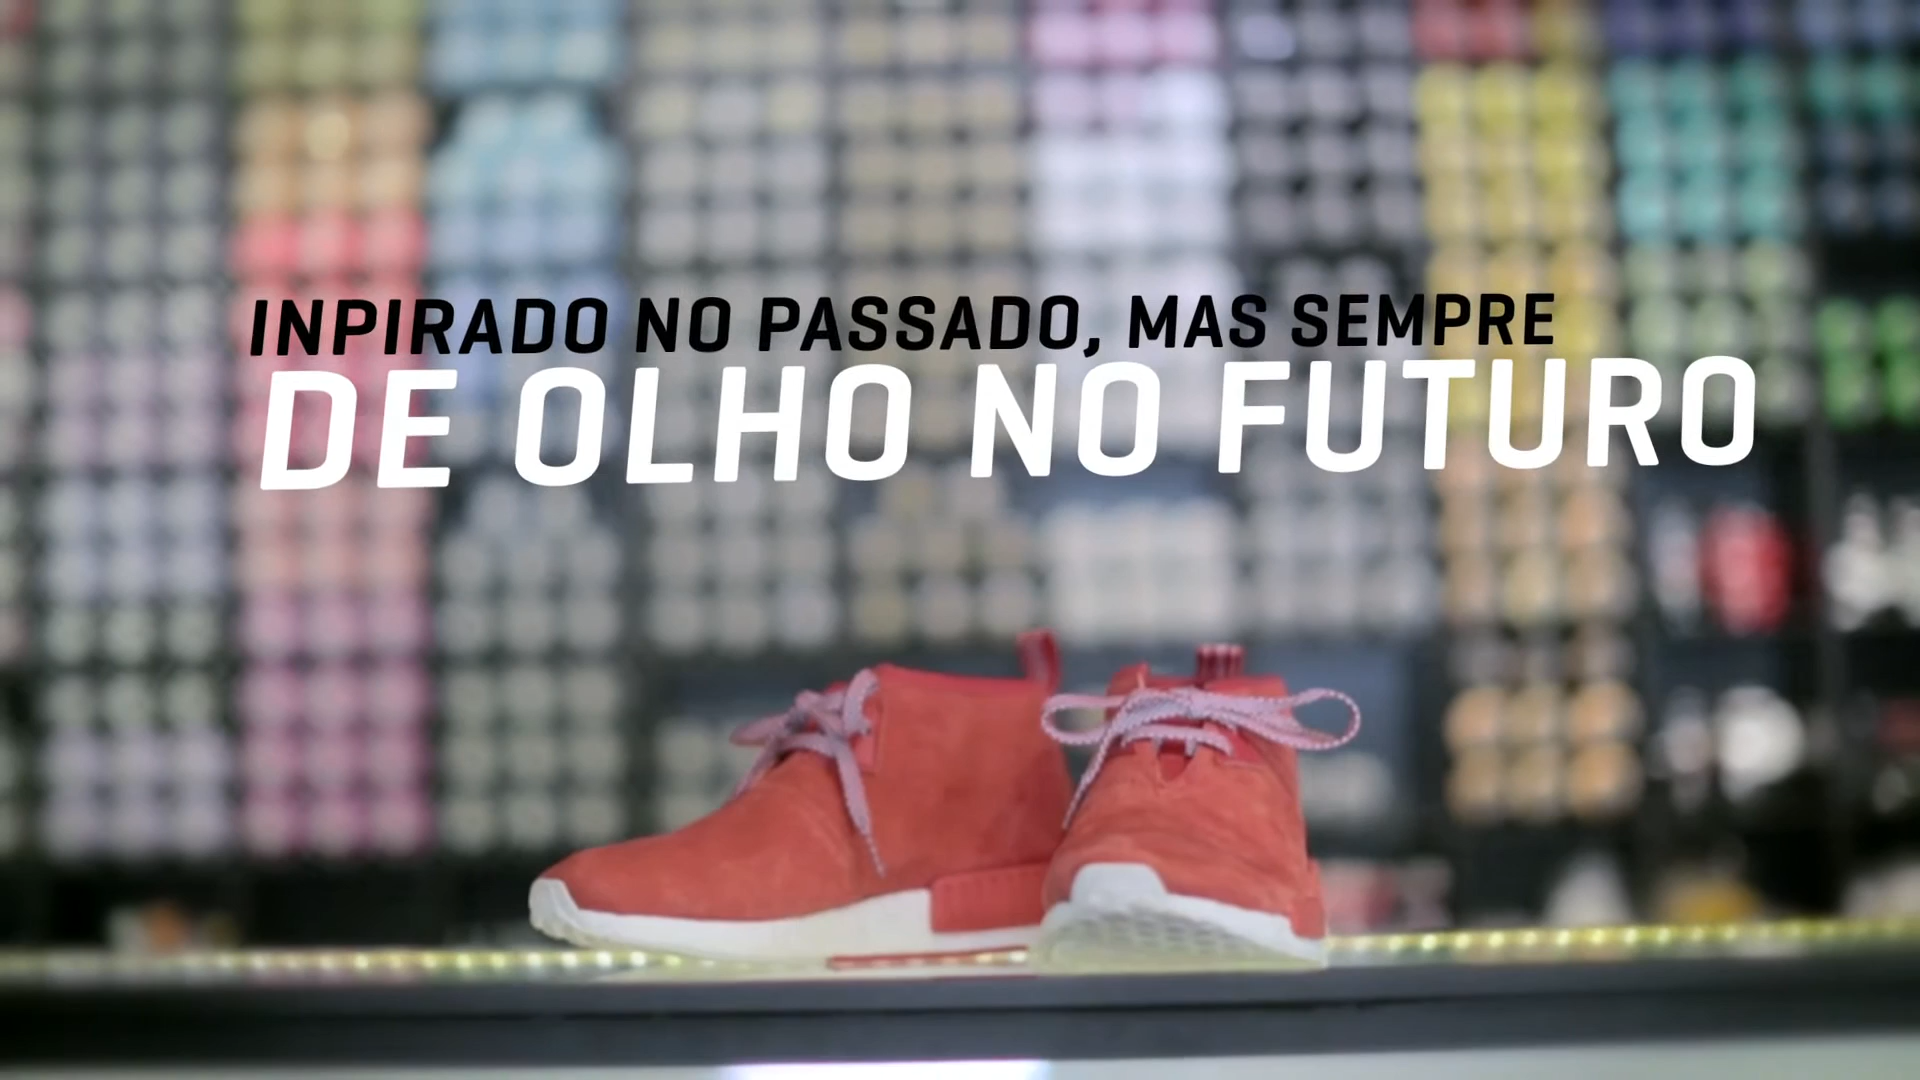 INPIRADO NO PASSADO, MAS SEMPRE
DE OLHO NO FUTURO